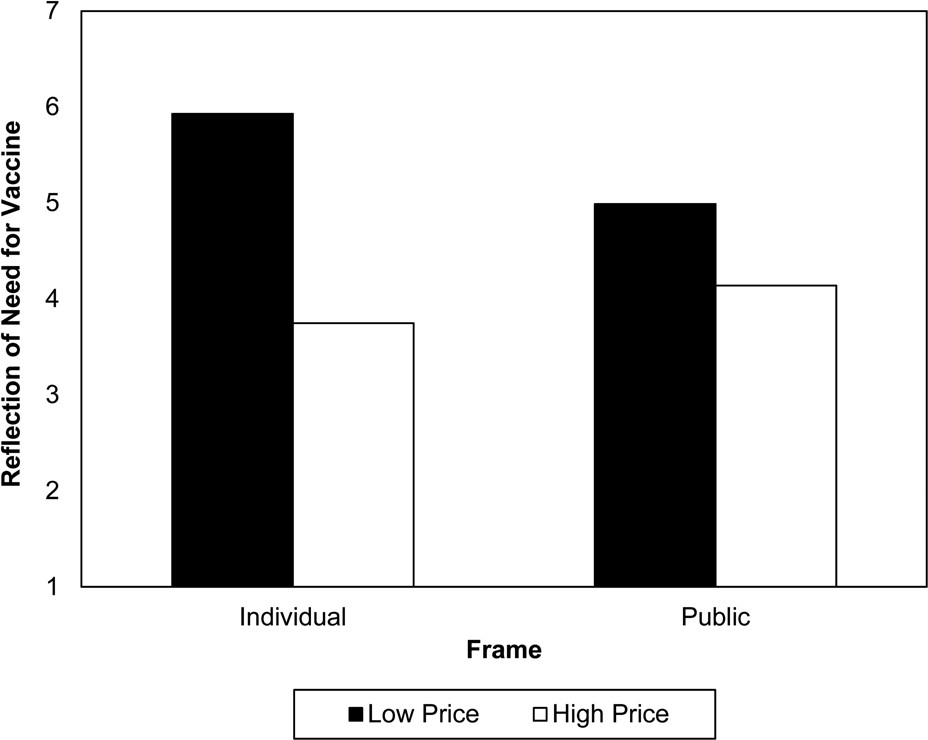 7
6
5
4
3
2
1
Reflection of Need for Vaccine
Individual Public
Frame
Low Price High Price